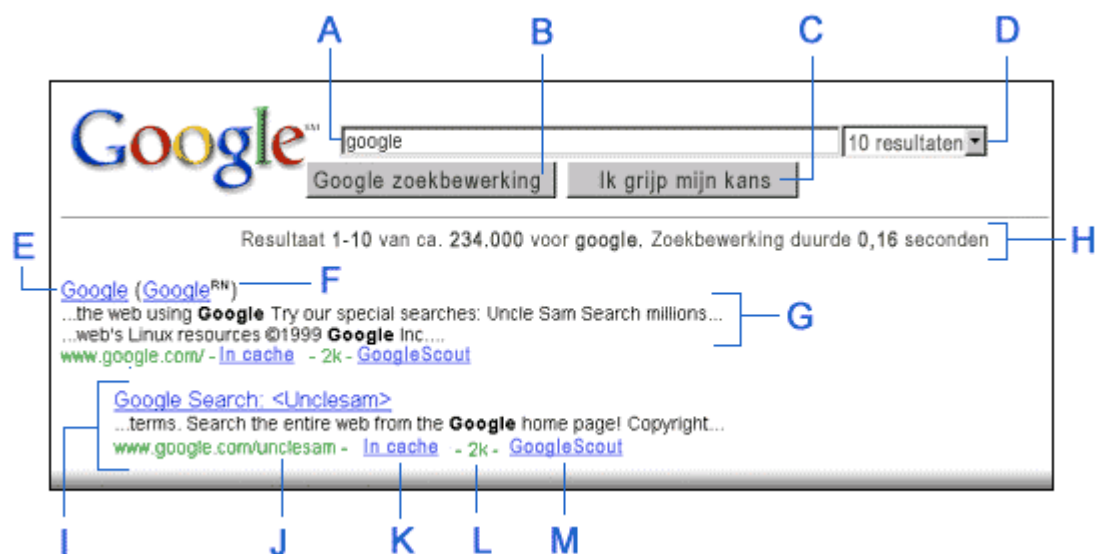 A B C D
Google™ google 10 resultaten
Google zoekbewerking Ik grijp mijn kans
Resultaat 1-10 van ca. 234.000 voor google. Zoekbewerking duurde 0,16 seconden H
E Google (Google RN) F
...the web using Google Try our special searches: Uncle Sam Search millions... G
...web's Linux resources ©1999 Google Inc....
www.google.com/ - In cache - 2k - GoogleScout
Google Search: <Unclesam>
...terms. Search the entire web from the Google home page! Copyright...
www.google.com/unclesam - In cache - 2k - GoogleScout
I J K L M